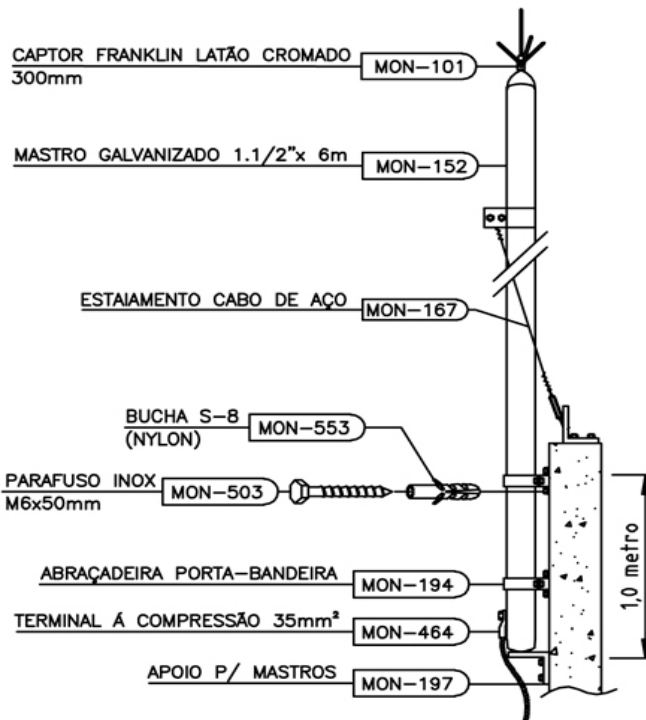 CAPTOR FRANKLIN LATÃO CROMADO MON-101
300mm
MASTRO GALVANIZADO 1.1/2"x 6m MON-152
ESTAIAMENTO CABO DE AÇO MON-167
BUCHA S-8 MON-553
(NYLON)
PARAFUSO INOX MON-503
M6x50mm
1,0 metro
ABRAÇADEIRA PORTA-BANDEIRA MON-194
TERMINAL Á COMPRESSÃO 35mm² MON-464
APOIO P/ MASTROS MON-197